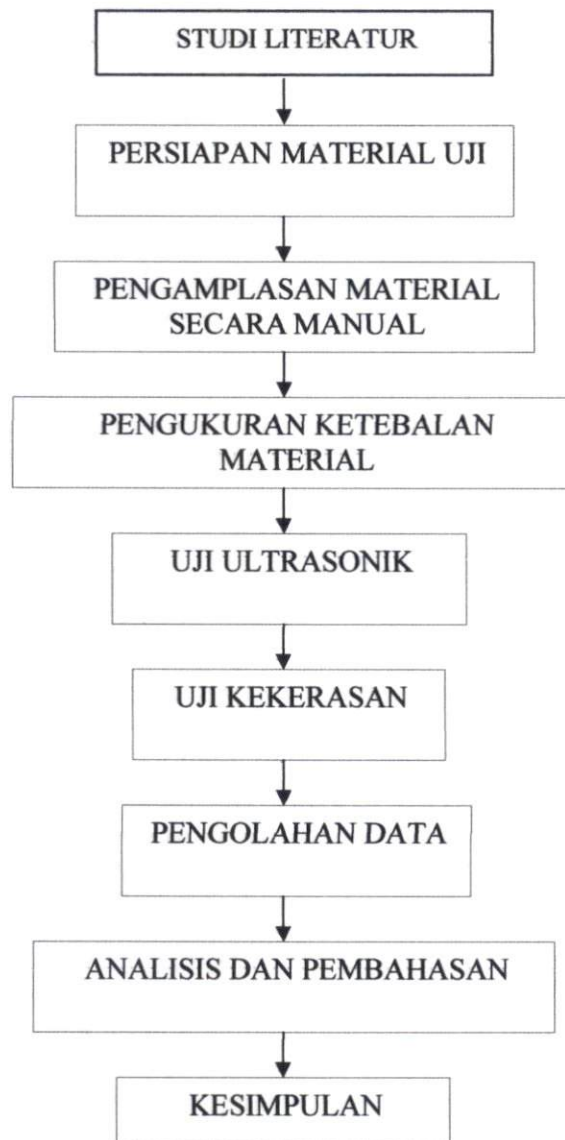 STUDI LITERATUR
PERSIAPAN MATERIAL UJI
PENGAMPLASAN MATERIAL
SECARA MANUAL
PENGUKURAN KETEBALAN
MATERIAL
UJI ULTRASONIK
UJI KEKERASAN
PENGOLAHAN DATA
ANALISIS DAN PEMBAHASAN
KESIMPULAN